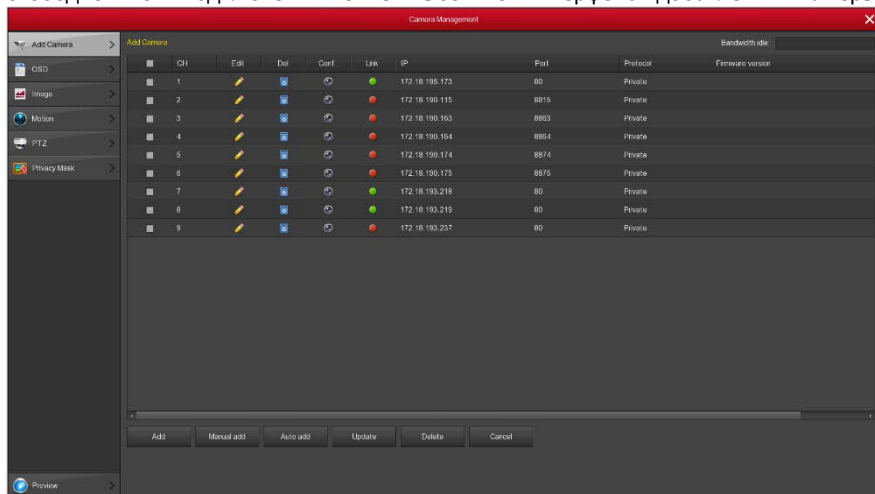 Camera Management
Add Camera
OSD
Image
Motion
PTZ
Privacy Mask
Preview
Add Camera
Bandwidth idle:
CH Edit Del Conf.. Link IP Port Protocol Firmware version
1 172.18.195.173 80 Private
2 172.18.190.115 8815 Private
3 172.18.190.163 8863 Private
4 172.18.190.164 8864 Private
5 172.18.190.174 8874 Private
6 172.18.190.175 8875 Private
7 172.18.193.218 80 Private
8 172.18.193.219 80 Private
9 172.18.193.237 80 Private
Add Manual add Auto add Update Delete Cancel